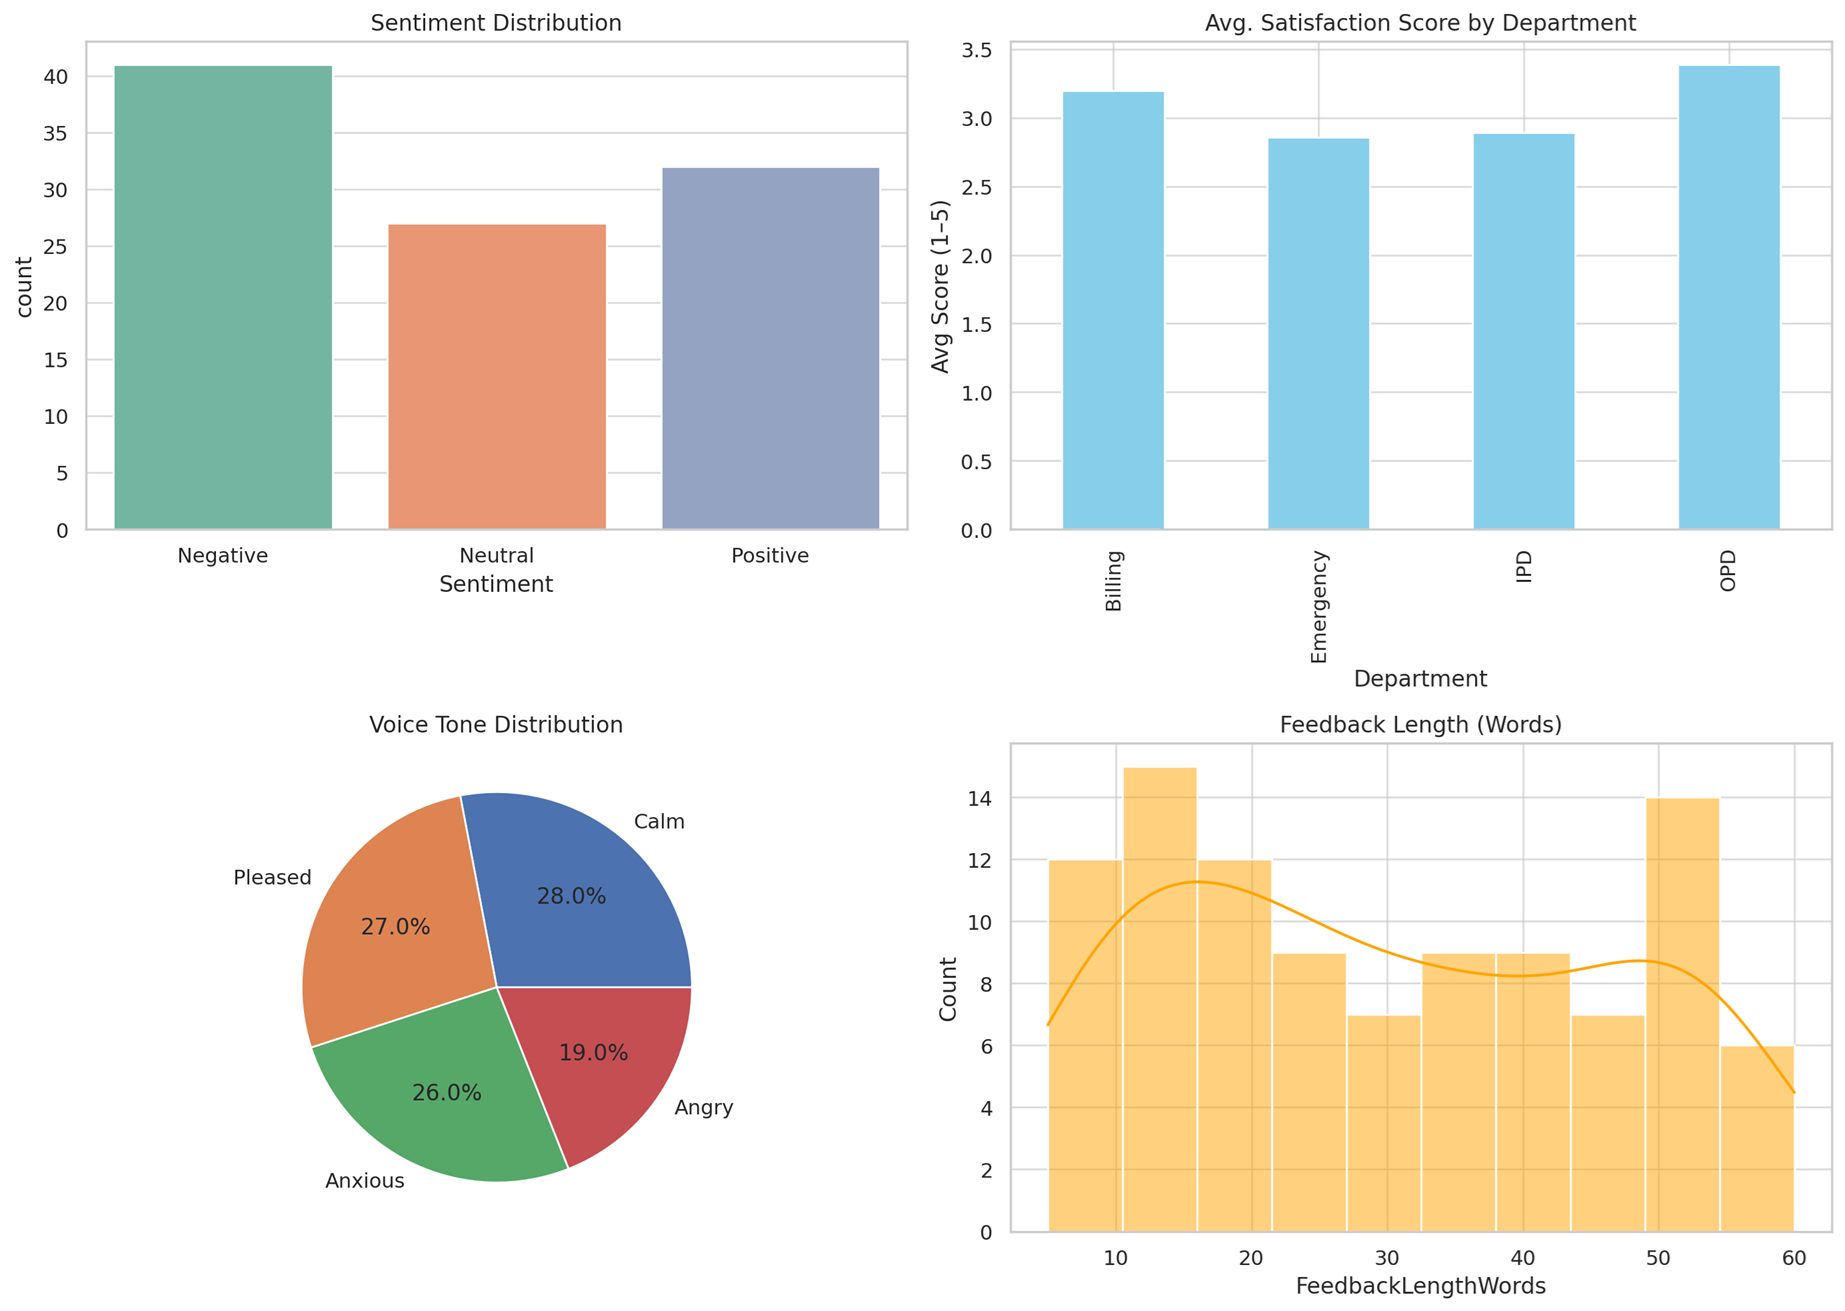 Sentiment Distribution
count
40
35
30
25
20
15
10
5
0
Negative Neutral Positive
Sentiment
Avg. Satisfaction Score by Department
Avg Score (1–5)
3.5
3.0
2.5
2.0
1.5
1.0
0.5
0.0
Billing
Emergency
IPD
OPD
Department
Voice Tone Distribution
Calm
28.0%
Pleased
27.0%
Anxious
26.0%
Angry
19.0%
Feedback Length (Words)
Count
14
12
10
8
6
4
2
0
10 20 30 40 50 60
FeedbackLengthWords